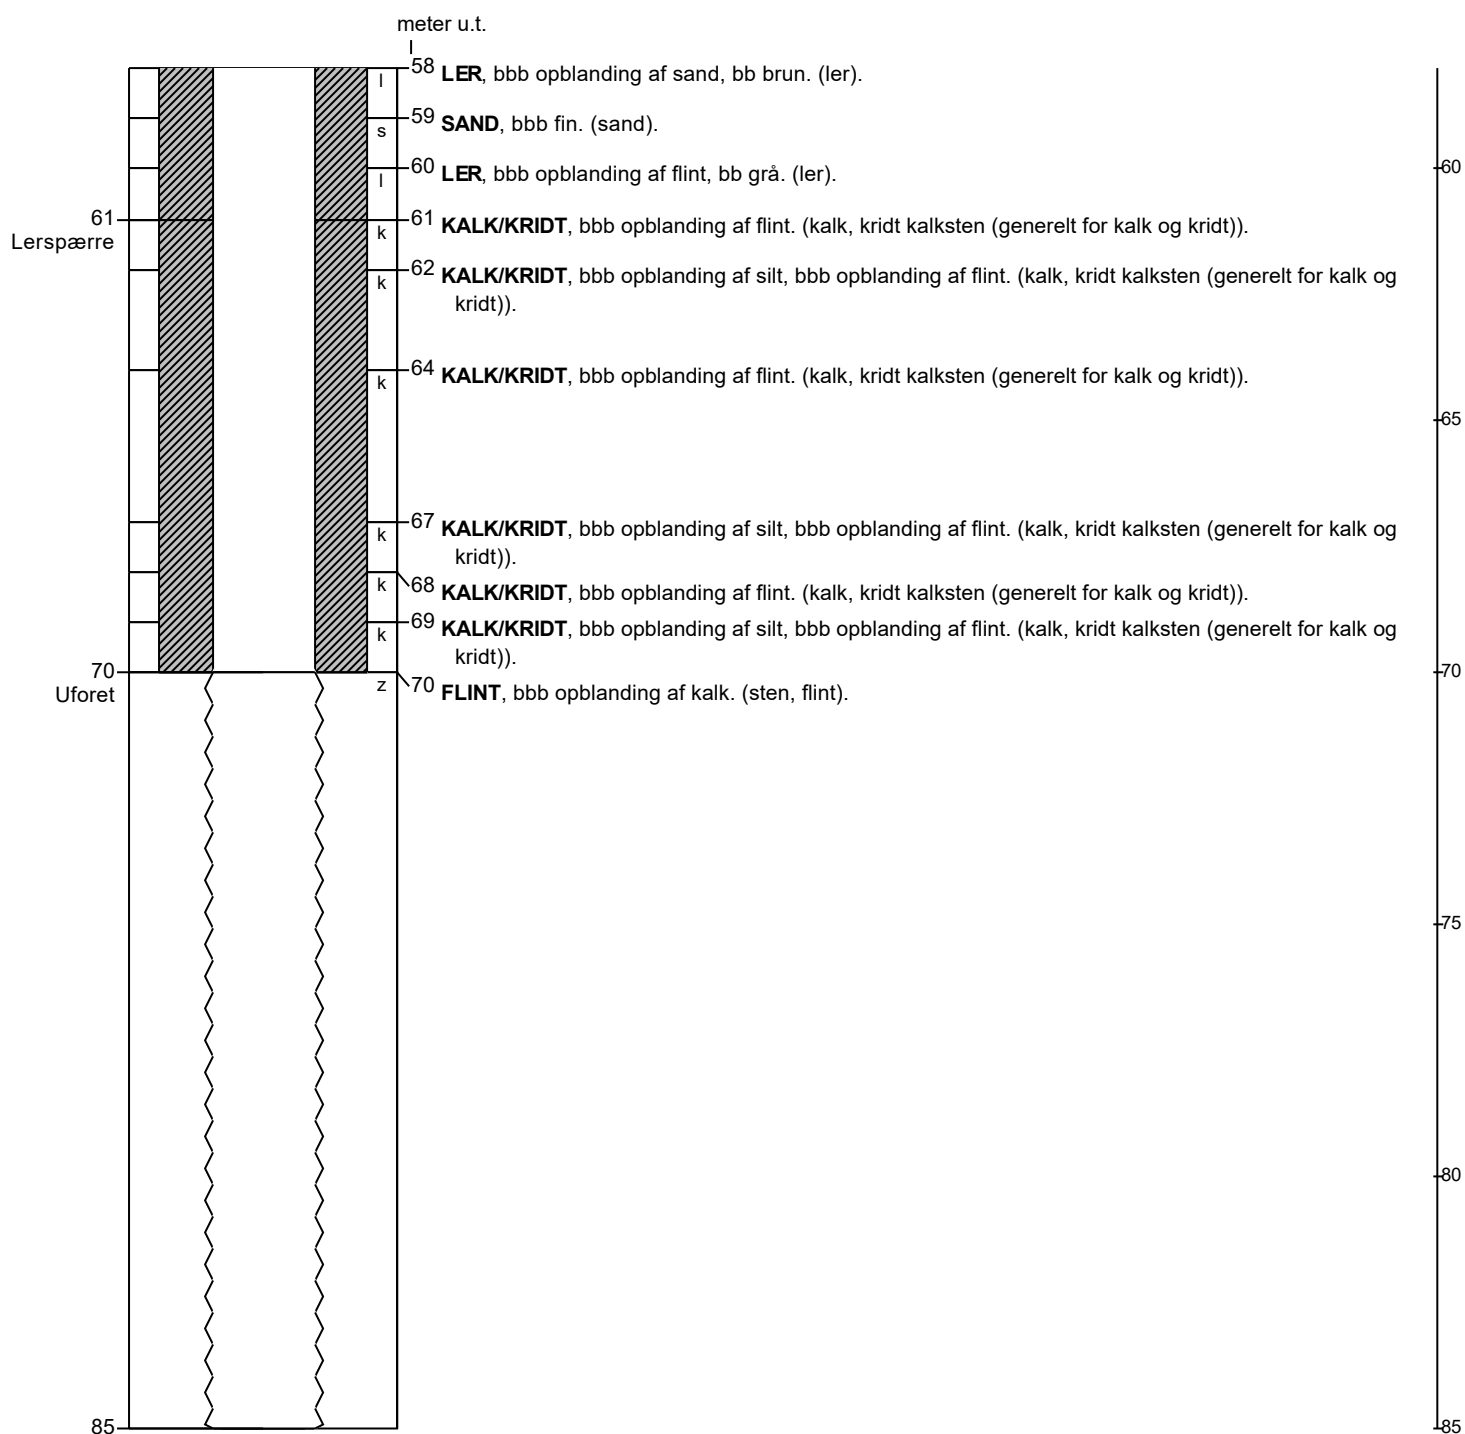 meter u.t.
58 LER, bbb opblanding af sand, bb brun. (ler).
l
59 SAND, bbb fin. (sand).
s
60 LER, bbb opblanding af flint, bb grå. (ler).
60
l
61
61 KALK/KRIDT, bbb opblanding af flint. (kalk, kridt kalksten (generelt for kalk og kridt)).
Lerspærre
k
62 KALK/KRIDT, bbb opblanding af silt, bbb opblanding af flint. (kalk, kridt kalksten (generelt for kalk og
kridt)).
k
64 KALK/KRIDT, bbb opblanding af flint. (kalk, kridt kalksten (generelt for kalk og kridt)).
k
65
67 KALK/KRIDT, bbb opblanding af silt, bbb opblanding af flint. (kalk, kridt kalksten (generelt for kalk og
kridt)).
k
68 KALK/KRIDT, bbb opblanding af flint. (kalk, kridt kalksten (generelt for kalk og kridt)).
k
69 KALK/KRIDT, bbb opblanding af silt, bbb opblanding af flint. (kalk, kridt kalksten (generelt for kalk og
kridt)).
k
70
70
Uforet
z
70 FLINT, bbb opblanding af kalk. (sten, flint).
75
80
85
85